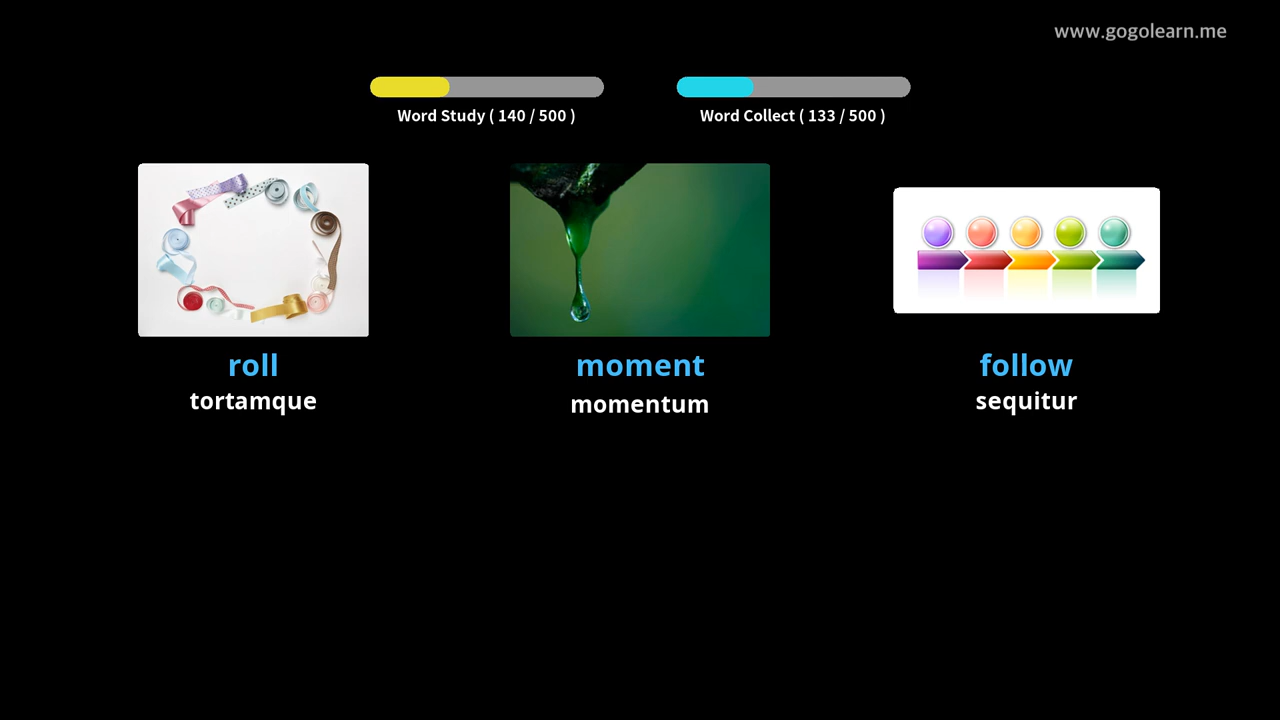 www.gogolearn.me
Word Study ( 140 / 500 )
Word Collect ( 133 / 500 )
roll
tortamque
moment
momentum
follow
sequitur